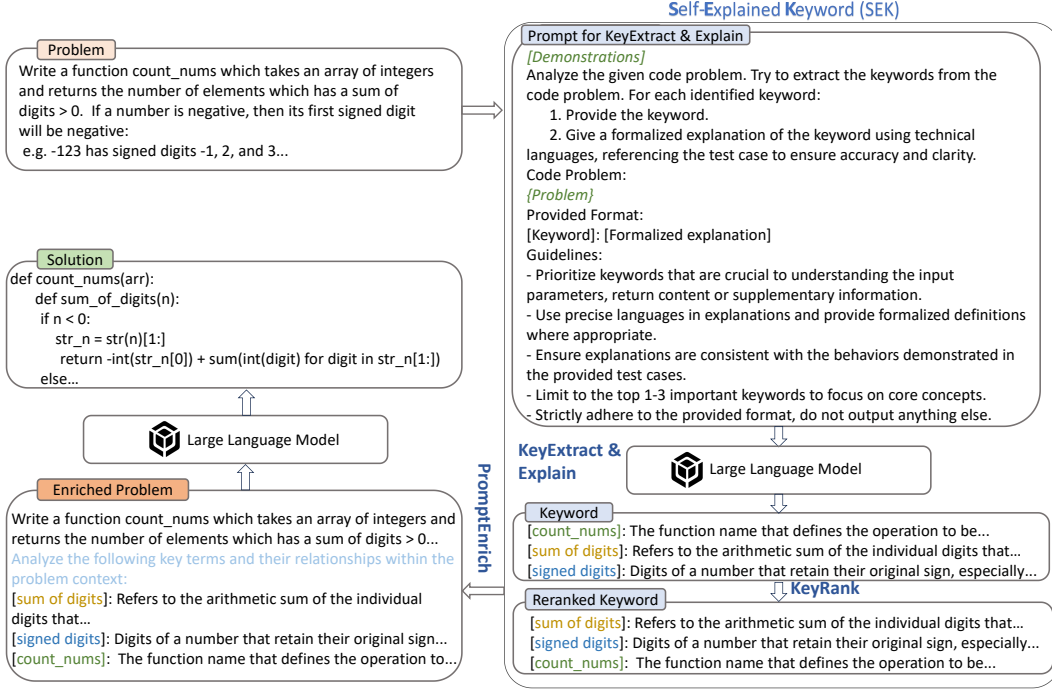 Self-Explained Keyword (SEK)
Problem
Write a function count_nums which takes an array of integers
and returns the number of elements which has a sum of
digits > 0.  If a number is negative, then its first signed digit
will be negative:
e.g. -123 has signed digits -1, 2, and 3...
Prompt for KeyExtract & Explain
[Demonstrations]
Analyze the given code problem. Try to extract the keywords from the
code problem. For each identified keyword:
1. Provide the keyword.
2. Give a formalized explanation of the keyword using technical
languages, referencing the test case to ensure accuracy and clarity.
Code Problem:
{Problem}
Provided Format:
[Keyword]: [Formalized explanation]
Guidelines:
- Prioritize keywords that are crucial to understanding the input
parameters, return content or supplementary information.
- Use precise languages in explanations and provide formalized definitions
where appropriate.
- Ensure explanations are consistent with the behaviors demonstrated in
the provided test cases.
- Limit to the top 1-3 important keywords to focus on core concepts.
- Strictly adhere to the provided format, do not output anything else.
KeyExtract &
Explain
Large Language Model
Keyword
[count_nums]: The function name that defines the operation to be...
[sum of digits]: Refers to the arithmetic sum of the individual digits that...
[signed digits]: Digits of a number that retain their original sign, especially...
KeyRank
Reranked Keyword
[sum of digits]: Refers to the arithmetic sum of the individual digits that...
[signed digits]: Digits of a number that retain their original sign, especially...
[count_nums]:  The function name that defines the operation to be...
PromptEnrich
Enriched Problem
Write a function count_nums which takes an array of integers and
returns the number of elements which has a sum of digits > 0...
Analyze the following key terms and their relationships within the
problem context:
[sum of digits]: Refers to the arithmetic sum of the individual
digits that...
[signed digits]: Digits of a number that retain their original sign...
[count_nums]:  The function name that defines the operation to...
Large Language Model
Solution
def count_nums(arr):
def sum_of_digits(n):
if n < 0:
str_n = str(n)[1:]
return -int(str_n[0]) + sum(int(digit) for digit in str_n[1:])
else...